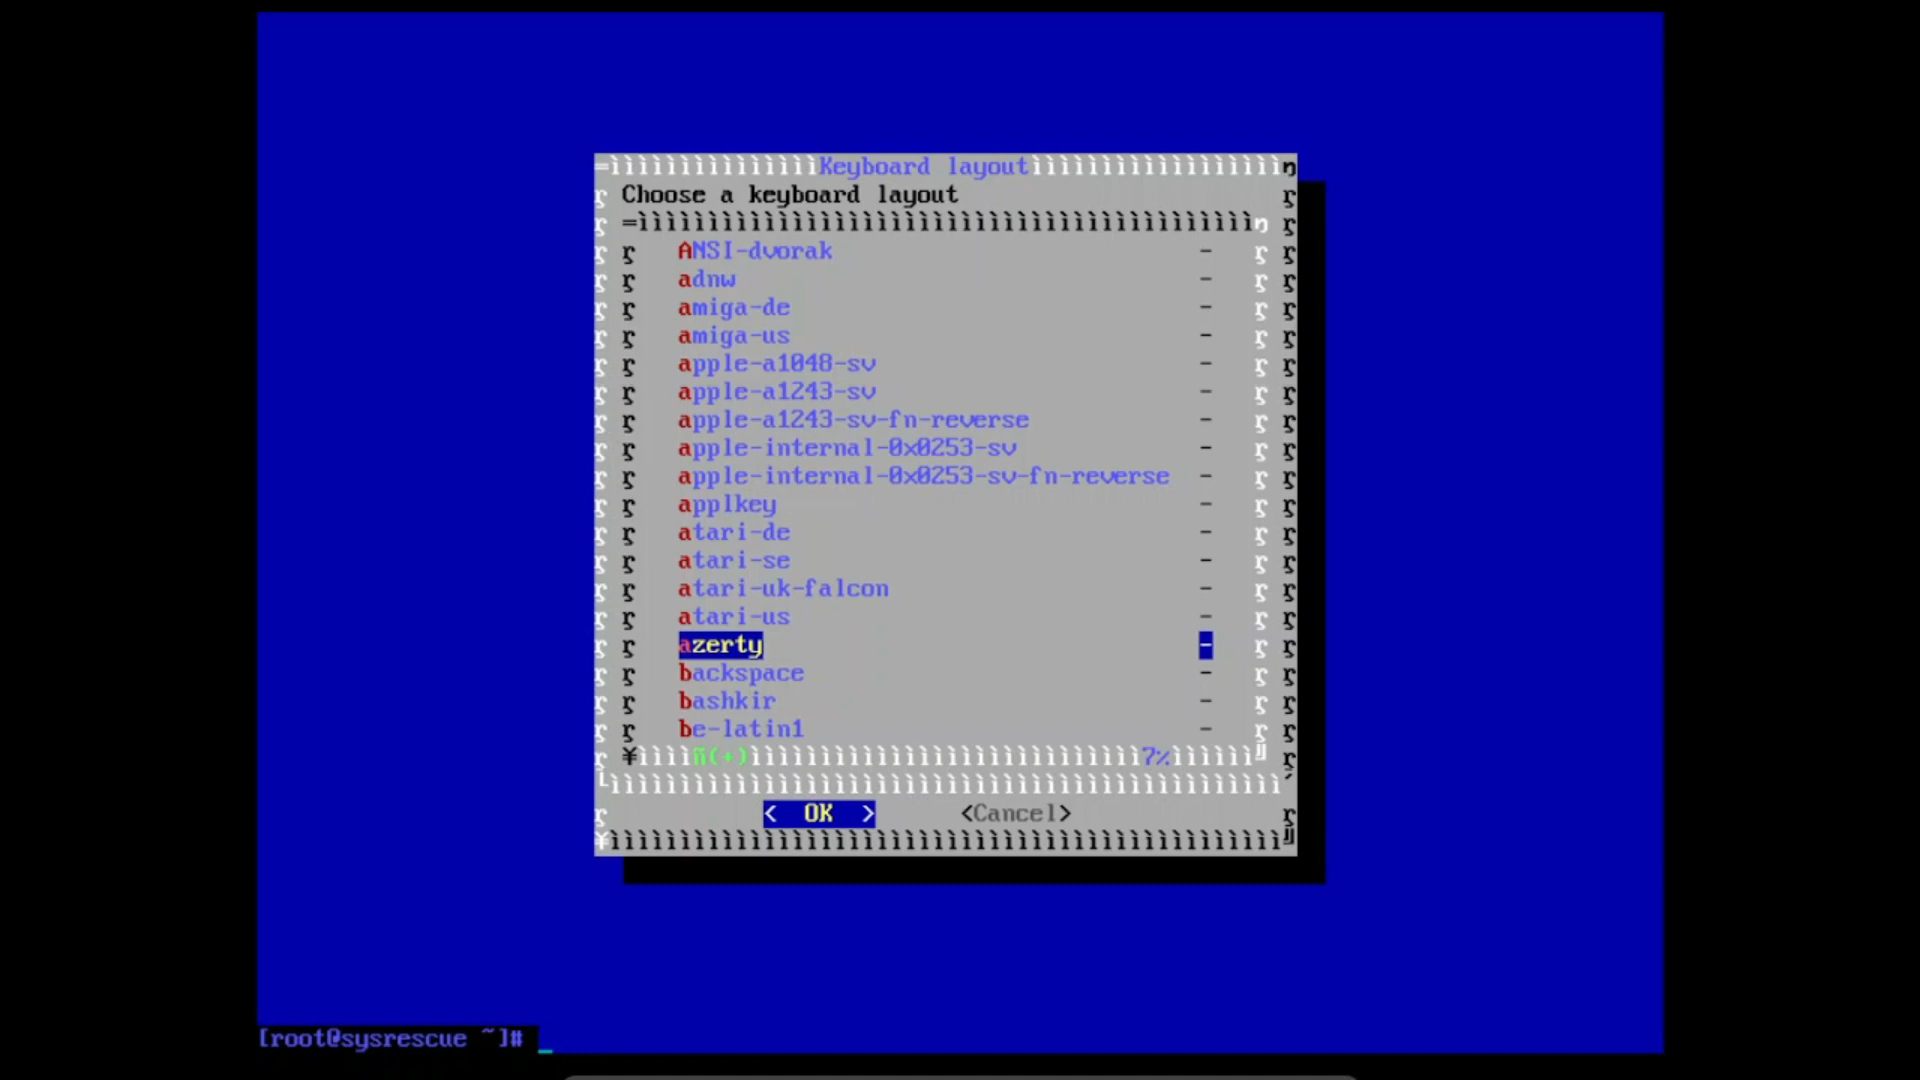 Keyboard layout
Choose a keyboard layout
ANSI-dvorak -
adnw -
amiga-de -
amiga-us -
apple-a1048-sv -
apple-a1243-sv -
apple-a1243-sv-fn-reverse -
apple-internal-0x0253-sv -
apple-internal-0x0253-sv-fn-reverse -
applkey -
atari-de -
atari-se -
atari-uk-falcon -
atari-us -
azerty -
backspace -
bashkir -
be-latin1 -
ñ(+) 7%
< OK > <Cancel>
[root@sysrescue ~]# _